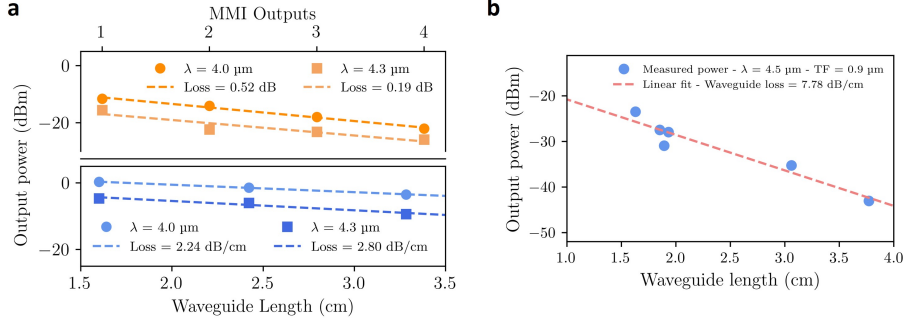 a
MMI Outputs
1 2 3 4
0
−20
λ = 4.0 µm
λ = 4.3 µm
Loss = 0.52 dB
Loss = 0.19 dB
Output power (dBm)
0
−20
λ = 4.0 µm
λ = 4.3 µm
Loss = 2.24 dB/cm
Loss = 2.80 dB/cm
1.5 2.0 2.5 3.0 3.5
Waveguide Length (cm)
b
Measured power - λ = 4.5 µm - TF = 0.9 µm
Linear fit - Waveguide loss = 7.78 dB/cm
Output power (dBm)
−20
−30
−40
−50
1.0 1.5 2.0 2.5 3.0 3.5 4.0
Waveguide length (cm)